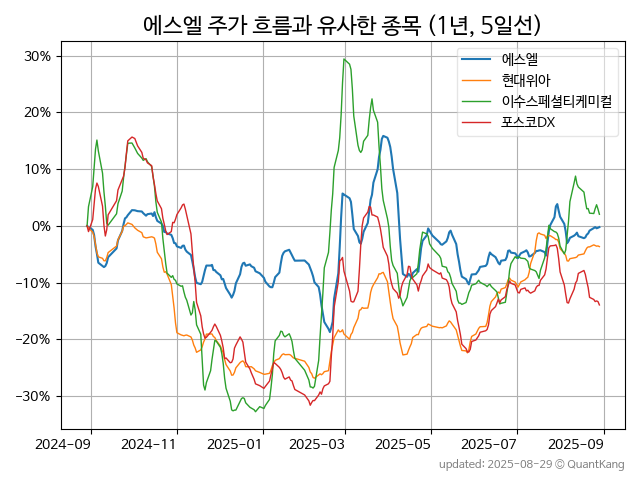 에스엘 주가 흐름과 유사한 종목 (1년, 5일선)
에스엘
현대위아
이수스페셜티케미컬
포스코DX
30%
20%
10%
0%
−10%
−20%
−30%
2024-09 2024-11 2025-01 2025-03 2025-05 2025-07 2025-09
updated: 2025-08-29 © QuantKang